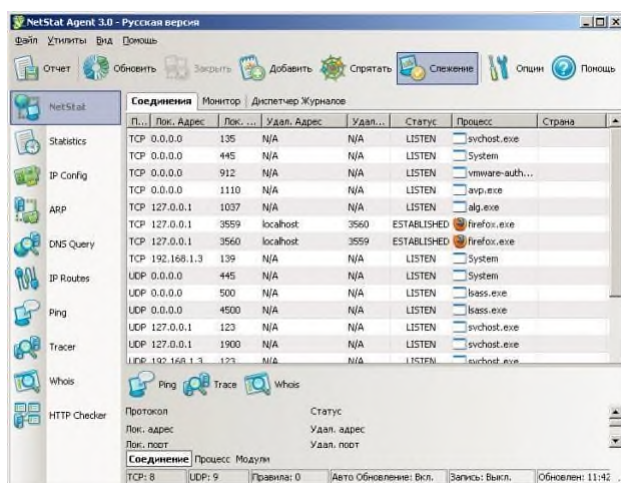 NetStat Agent 3.0 - Русская версия
Файл Утилиты Вид Помощь
Отчет Обновить Закрыть Добавить Спрятать Слежение Опции Помощь
NetStat
Statistics
IP Config
ARP
DNS Query
IP Routes
Ping
Tracer
Whois
HTTP Checker
Соединения Монитор Диспетчер Журналов
П... Лок. Адрес Лок. ... Удал. Адрес Удал... Статус Процесс Страна
TCP 0.0.0.0 135 N/A N/A LISTEN svchost.exe
TCP 0.0.0.0 445 N/A N/A LISTEN System
TCP 0.0.0.0 912 N/A N/A LISTEN vmware-auth...
TCP 0.0.0.0 1110 N/A N/A LISTEN avp.exe
TCP 127.0.0.1 1037 N/A N/A LISTEN alg.exe
TCP 127.0.0.1 3559 localhost 3560 ESTABLISHED firefox.exe
TCP 127.0.0.1 3560 localhost 3559 ESTABLISHED firefox.exe
TCP 192.168.1.3 139 N/A N/A LISTEN System
UDP 0.0.0.0 445 N/A N/A LISTEN System
UDP 0.0.0.0 500 N/A N/A LISTEN lsass.exe
UDP 0.0.0.0 4500 N/A N/A LISTEN lsass.exe
UDP 127.0.0.1 123 N/A N/A LISTEN svchost.exe
UDP 127.0.0.1 1900 N/A N/A LISTEN svchost.exe
UDP 192.168.1.3 123 N/A N/A LISTEN svchost.exe
Ping Trace Whois
Протокол Статус
Лок. адрес Удал. адрес
Лок. порт Удал. порт
Соединение Процесс Модули
TCP: 8 UDP: 9 Правила: 0 Авто Обновление: Вкл. Запись: Выкл. Обновлен: 11:42